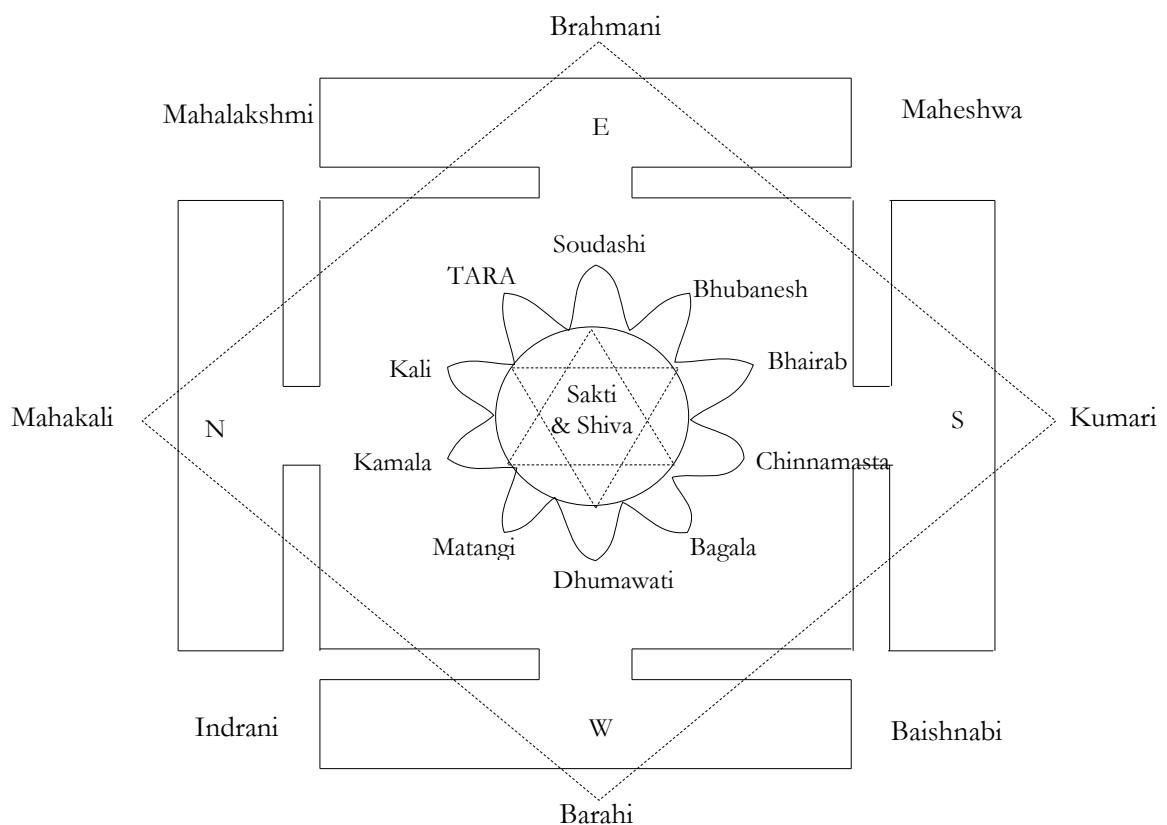 Brahmani
Mahalakshmi
Maheshwa
E
Soudashi
TARA
Bhubanesh
Kali
Bhairab
Sakti
& Shiva
Mahakali
N
S
Kumari
Kamala
Chinnamasta
Matangi
Bagala
Dhumawati
Indrani
W
Baishnabi
Barahi